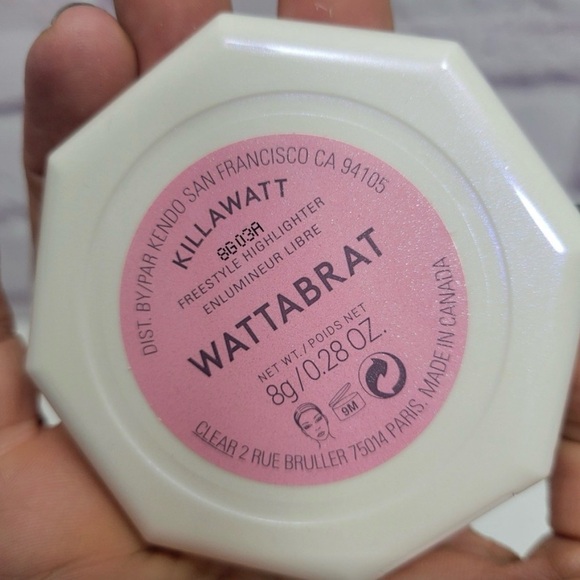 DIST. BY/PAR KENDO SAN FRANCISCO CA 94105
KILLAWATT
8G03A
FREESTYLE HIGHLIGHTER
ENLUMINEUR LIBRE
WATTABRAT
NET WT./POIDS NET
8g/0.28 OZ.
9M
CLEAR 2 RUE BRULLER 75014 PARIS. MADE IN CANADA